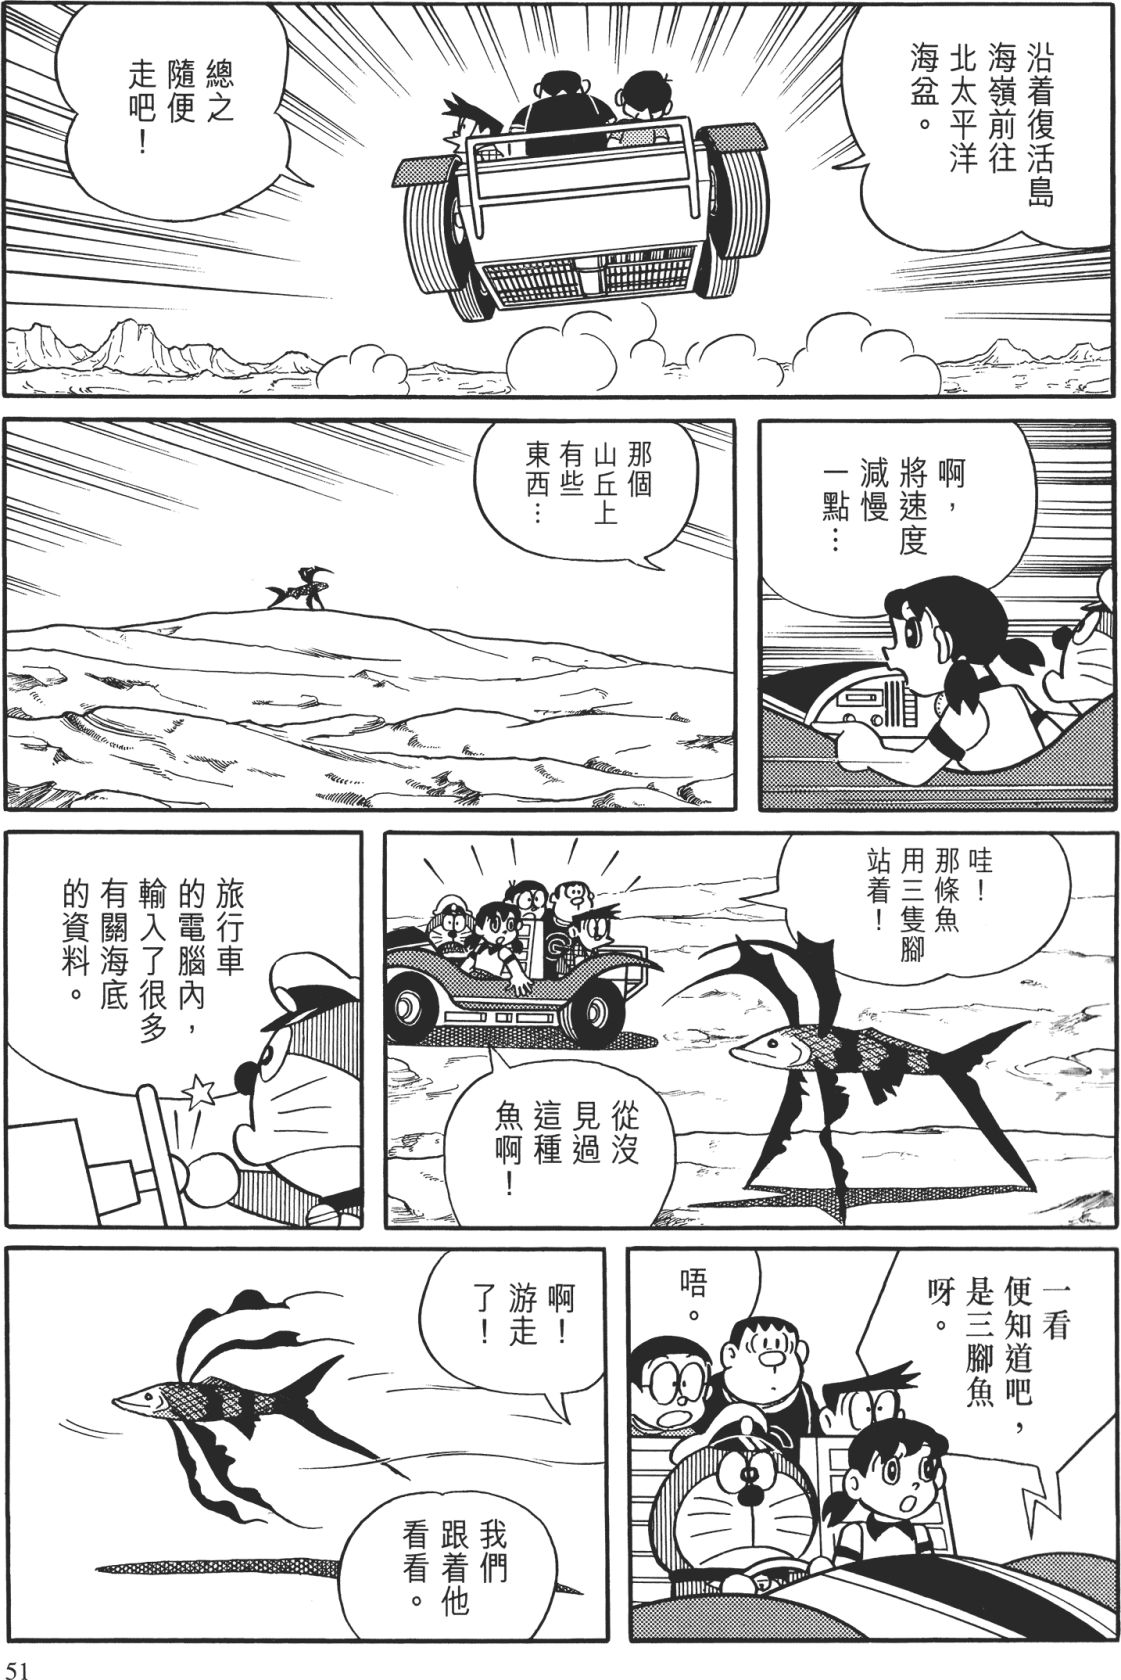 沿着復活島
海嶺前往
北太平洋
海盆。
總之
隨便
走吧！
啊，
將速度
減慢
一點…
那個
山丘上
有些
東西…
哇！
那條魚
用三隻腳
站着！
從沒
見過
這種
魚啊！
旅行車
的電腦內，
輸入了很多
有關海底
的資料。
一看
便知道吧，
是三腳魚
呀。
唔。
啊！
游走
了！
我們
跟着他
看看。
51